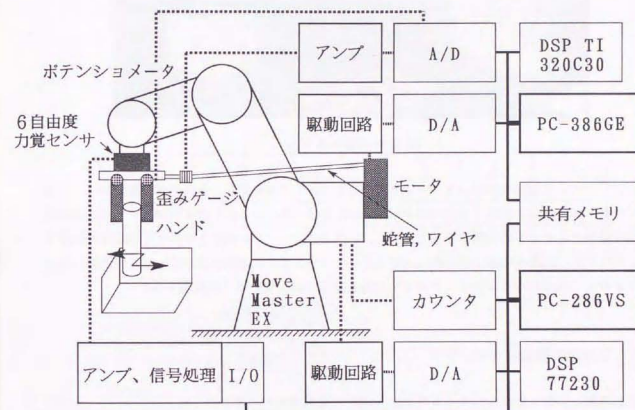 アンプ
A/D
DSP TI
320C30
ポテンショメータ
6自由度
力覚センサ
駆動回路
D/A
PC-386GE
歪みゲージ
ハンド
モータ
共有メモリ
蛇管,ワイヤ
Move
Master
EX
カウンタ
PC-286VS
アンプ、信号処理
I/O
駆動回路
D/A
DSP
77230